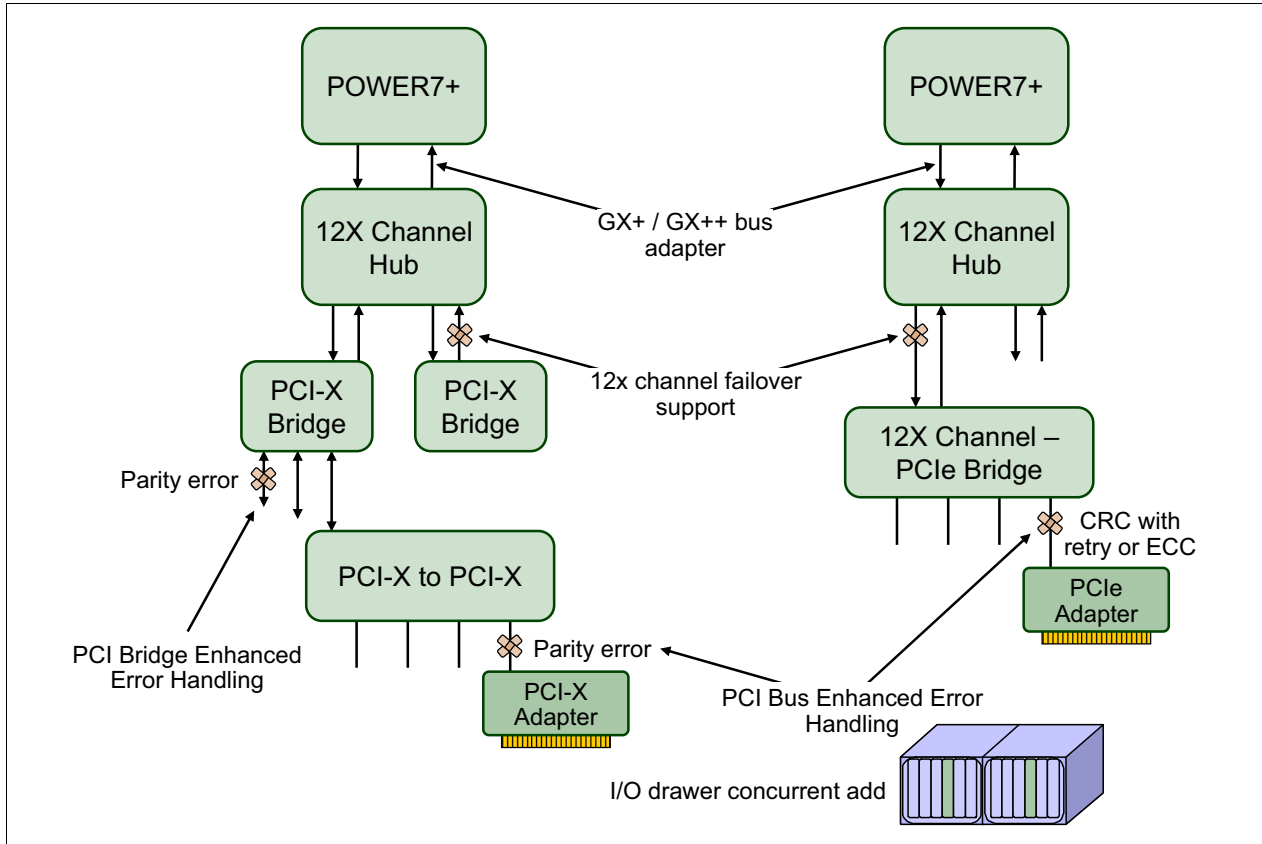 POWER7+
POWER7+
12X Channel
Hub
GX+ / GX++ bus
adapter
12X Channel
Hub
PCI-X
Bridge
PCI-X
Bridge
12x channel failover
support
12X Channel –
PCIe Bridge
Parity error
CRC with
retry or ECC
PCI-X to PCI-X
PCIe
Adapter
PCI Bridge Enhanced
Error Handling
Parity error
PCI-X
Adapter
PCI Bus Enhanced Error
Handling
I/O drawer concurrent add